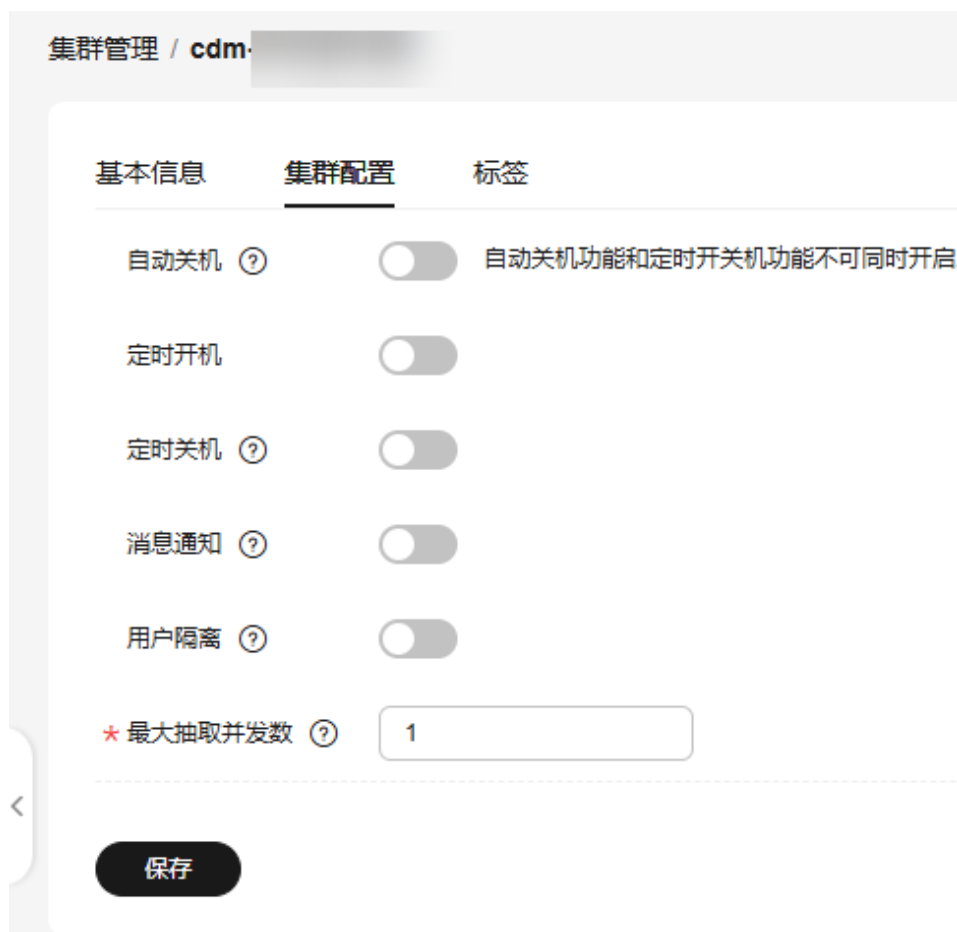 集群管理 / cdm-
基本信息 集群配置 标签
自动关机 ? 自动关机功能和定时开关机功能不可同时开启
定时开机
定时关机 ?
消息通知 ?
用户隔离 ?
* 最大抽取并发数 ? 1
保存